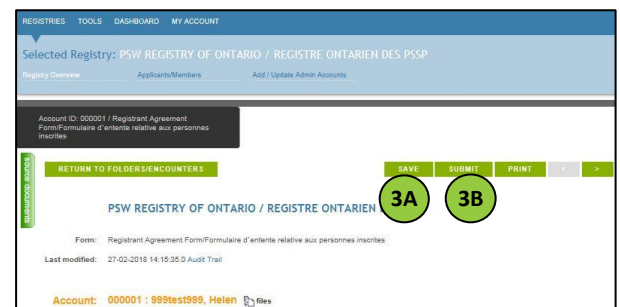 REGISTRIES TOOLS DASHBOARD MY ACCOUNT
Selected Registry: PSW REGISTRY OF ONTARIO / REGISTRE ONTARIEN DES PSSP
Registry Overview Applicants/Members Add / Update Admin Accounts
Account ID: 000001 / Registrant Agreement
Form/Formulaire d'entente relative aux personnes
inscrites
source documents
RETURN TO FOLDERS/ENCOUNTERS SAVE SUBMIT PRINT < >
3A 3B
PSW REGISTRY OF ONTARIO / REGISTRE ONTARIEN
Form: Registrant Agreement Form/Formulaire d'entente relative aux personnes inscrites
Last modified: 27-02-2018 14:15:35.0 Audit Trail
Account: 000001 : 999test999, Helen files